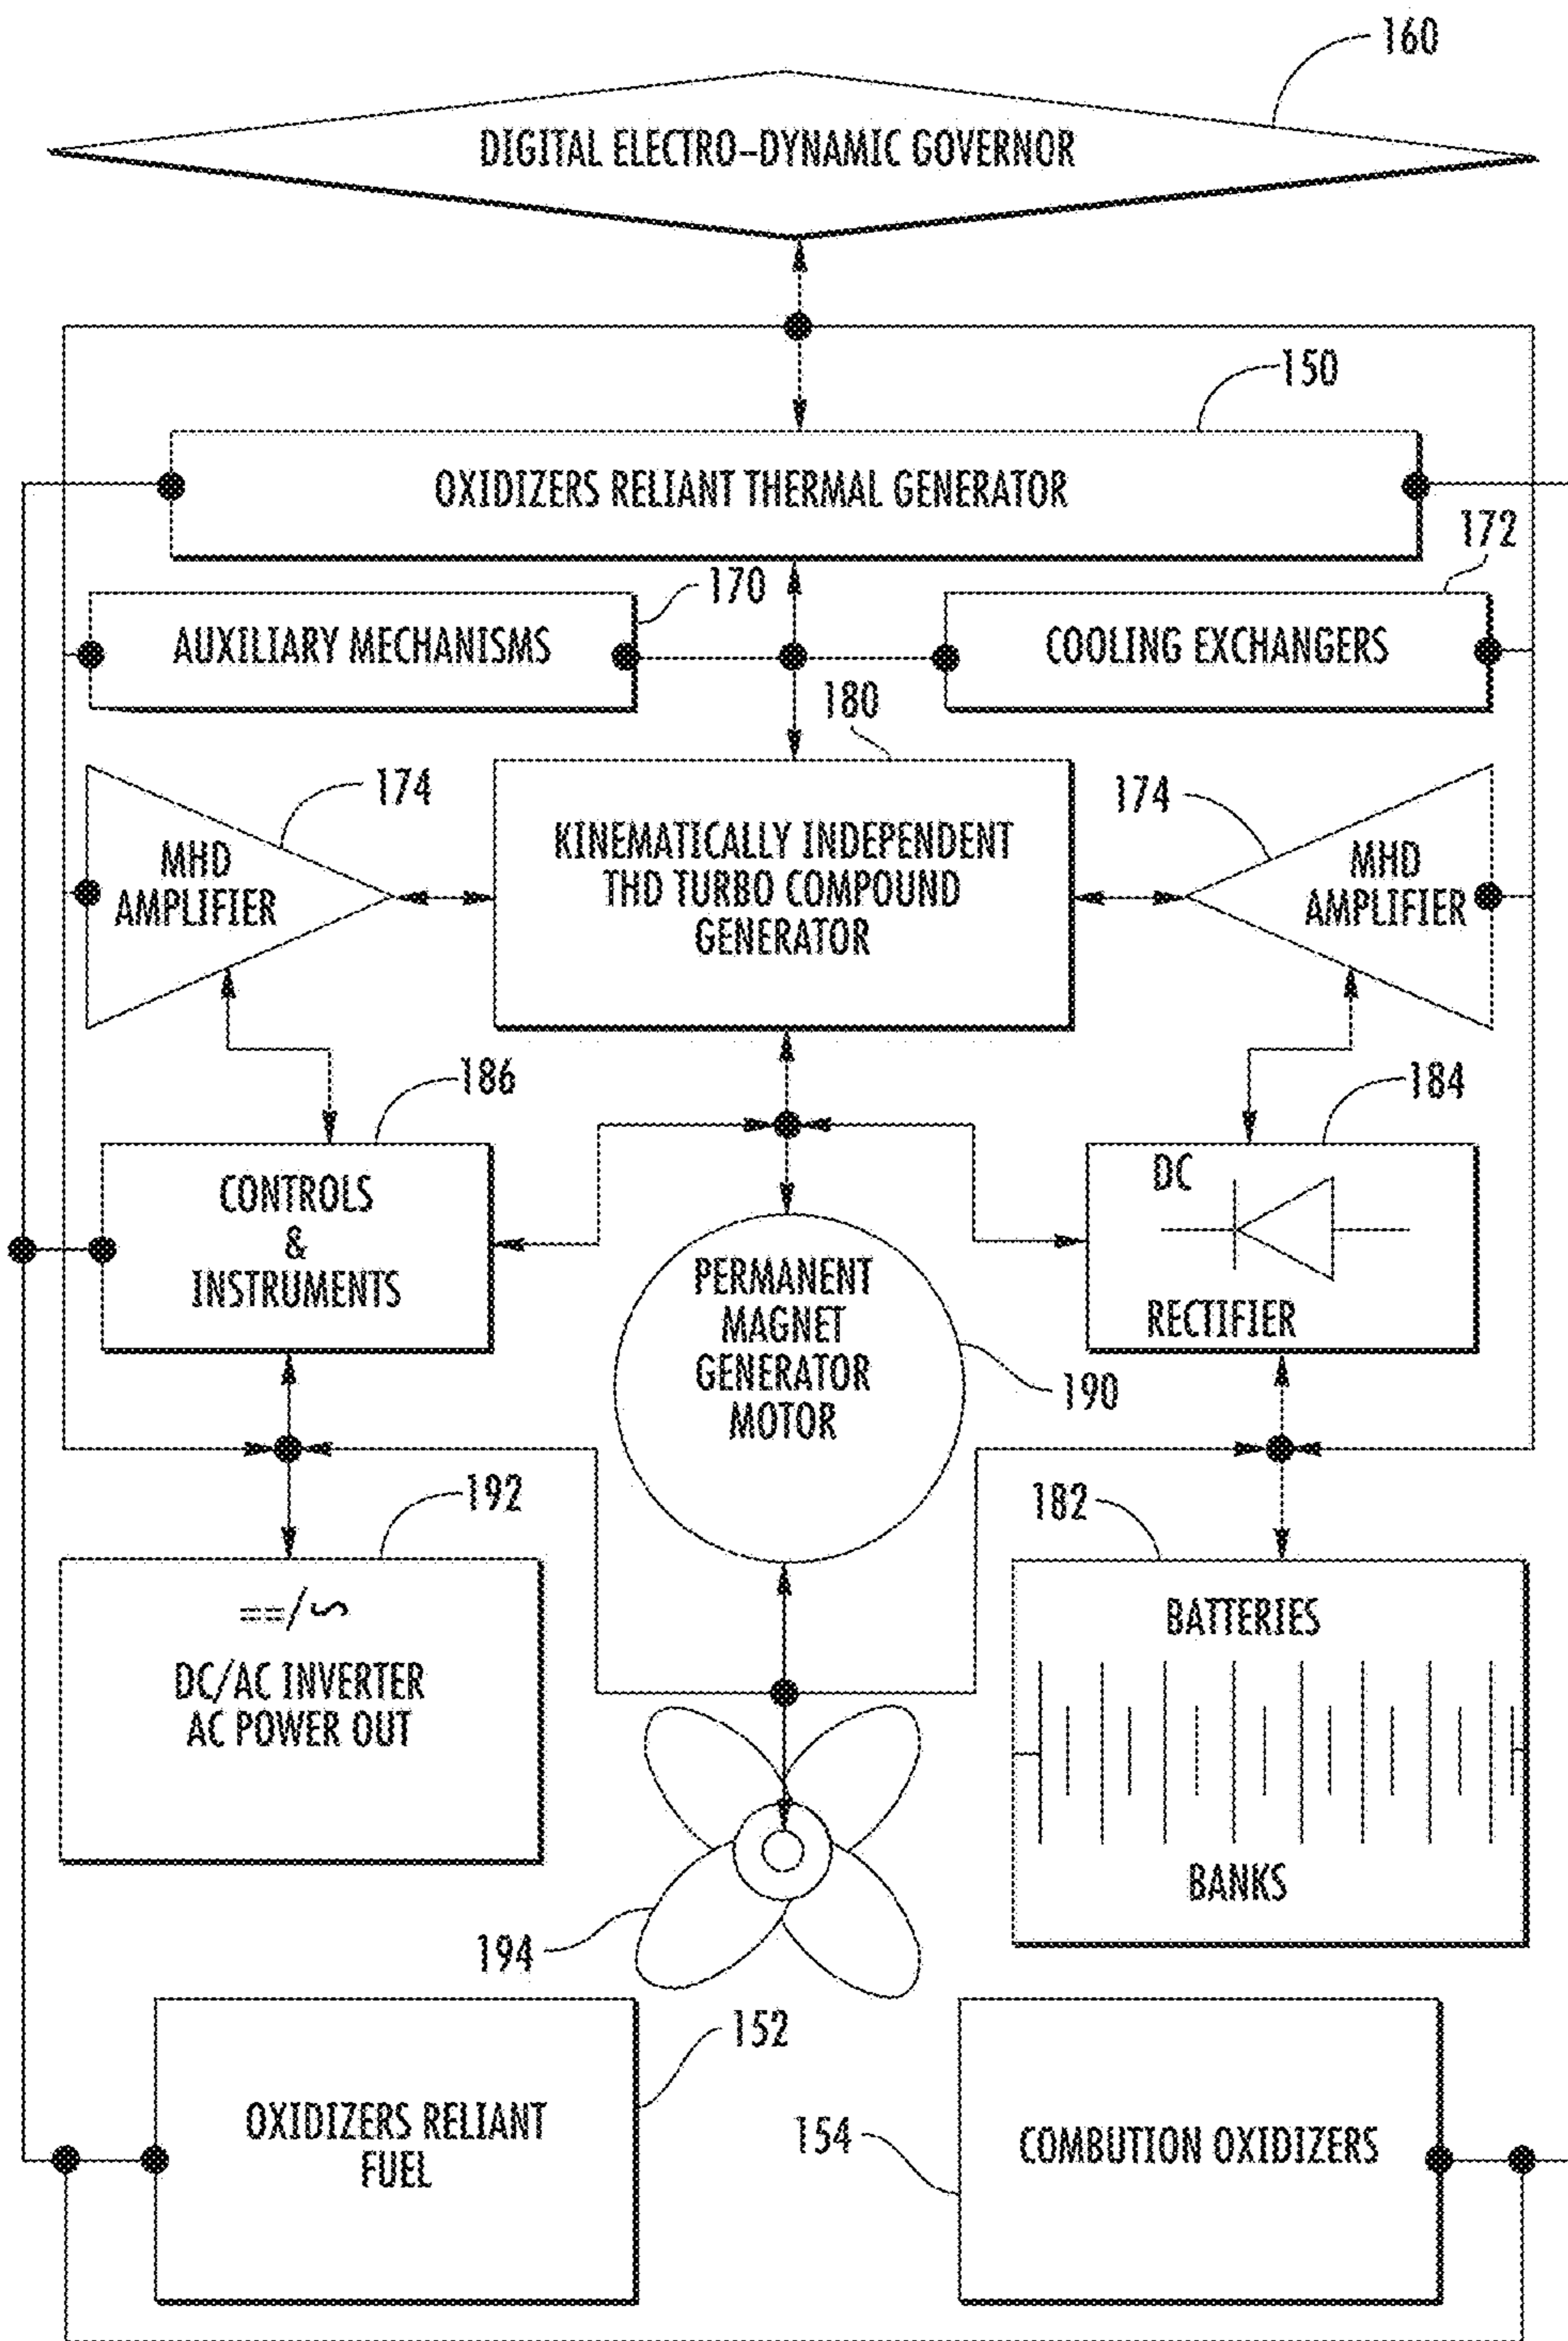 160
DIGITAL ELECTRO-DYNAMIC GOVERNOR
150
OXIDIZERS RELIANT THERMAL GENERATOR
172
170
AUXILIARY MECHANISMS
COOLING EXCHANGERS
180
174
174
MHD
AMPLIFIER
KINEMATICALLY INDEPENDENT
THD TURBO COMPOUND
GENERATOR
MHD
AMPLIFIER
186
184
CONTROLS
&
INSTRUMENTS
DC
RECTIFIER
PERMANENT
MAGNET
GENERATOR
MOTOR
190
192
182
==/∽
DC/AC INVERTER
AC POWER OUT
BATTERIES
BANKS
194
152
OXIDIZERS RELIANT
FUEL
154
COMBUTION OXIDIZERS